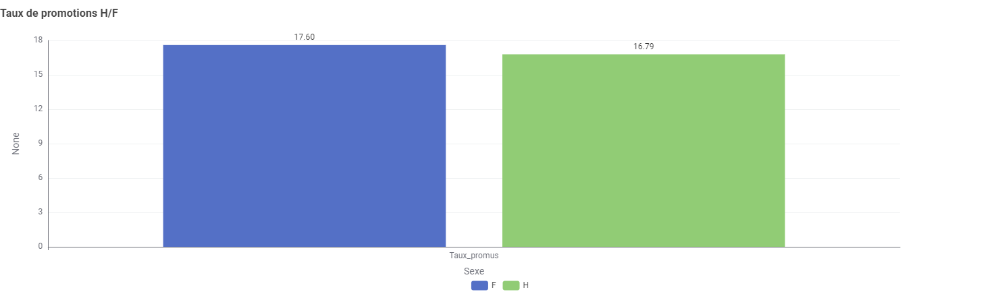 Taux de promotions H/F
17.60
16.79
18
15
12
9
6
3
0
None
Taux_promus
Sexe
F H